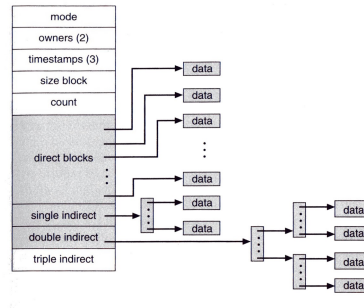 mode
owners (2)
timestamps (3)
size block
count
data
data
data
direct blocks
data
single indirect
data
data
double indirect
triple indirect
data
data
data
data